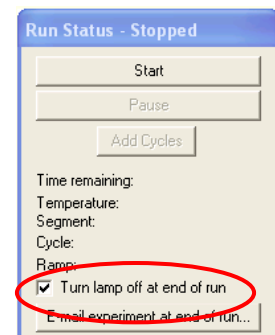 Run Status - Stopped
Start
Pause
Add Cycles
Time remaining:
Temperature:
Segment:
Cycle:
Ramp:
Turn lamp off at end of run
E-mail experiment at end of run...